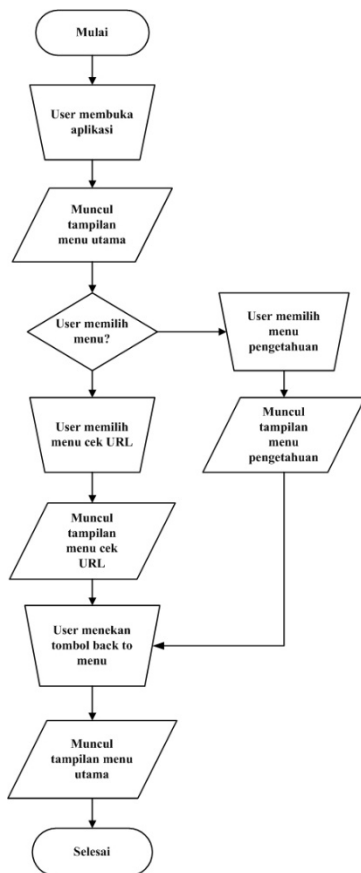 Mulai
User membuka
aplikasi
Muncul
tampilan
menu utama
User memilih
menu?
User memilih
menu
pengetahuan
User memilih
menu cek URL
Muncul
tampilan
menu
pengetahuan
Muncul
tampilan
menu cek
URL
User menekan
tombol back to
menu
Muncul
tampilan menu
utama
Selesai